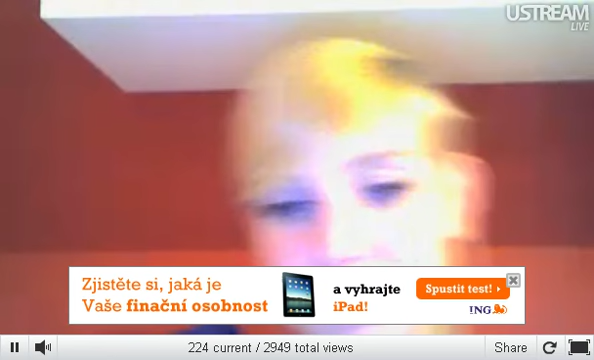 USTREAM
LIVE
Zjistěte si, jaká je
Vaše finanční osobnost
a vyhrajte
iPad!
Spustit test!
ING
224 current / 2949 total views
Share